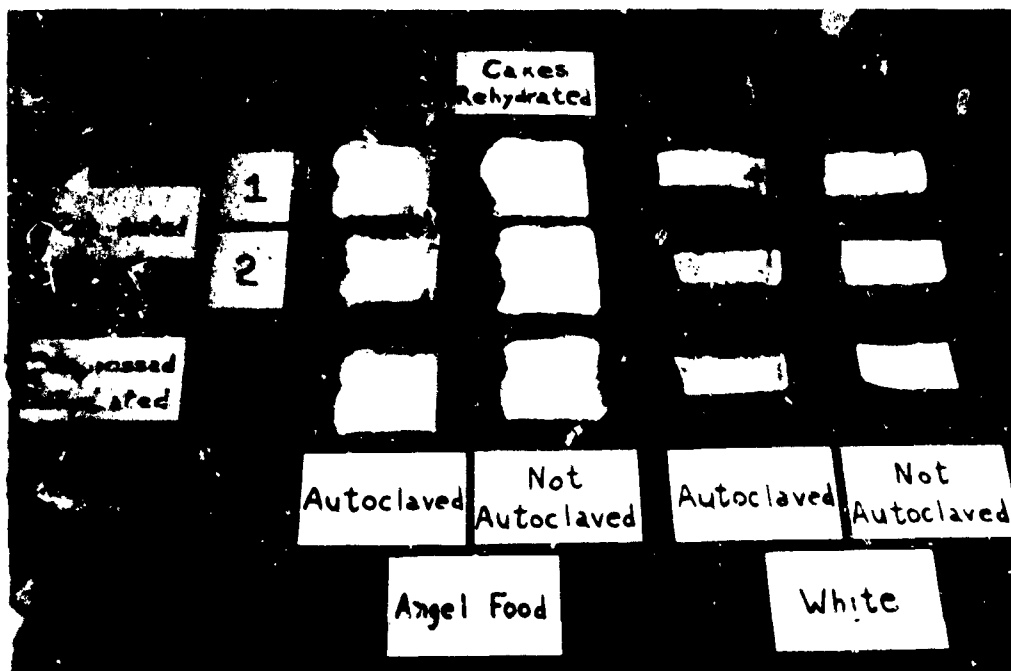 Cakes
Rehydrated
1
2
Autoclaved
Not
Autoclaved
Autoclaved
Not
Autoclaved
Angel Food
White